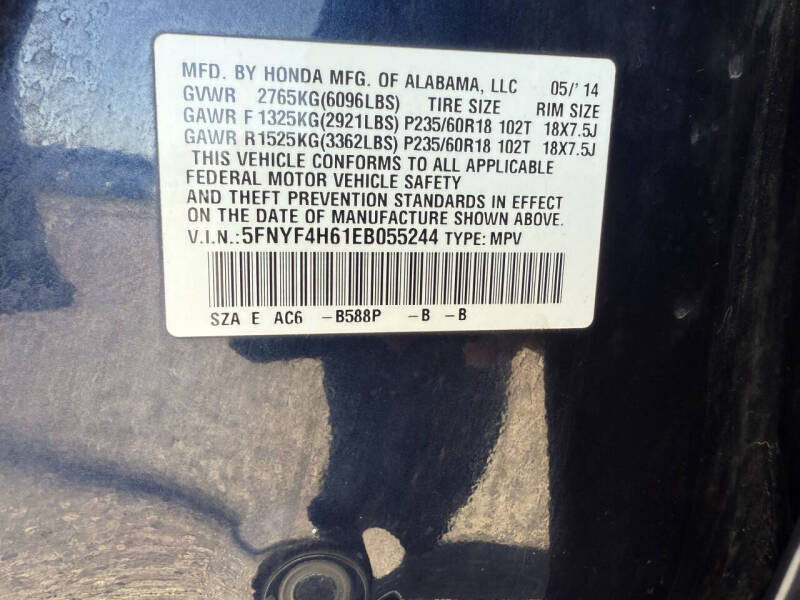 MFD. BY HONDA MFG. OF ALABAMA, LLC 05/'14
GVWR 2765KG(6096LBS) TIRE SIZE RIM SIZE
GAWR F 1325KG(2921LBS) P235/60R18 102T 18X7.5J
GAWR R 1525KG(3362LBS) P235/60R18 102T 18X7.5J
THIS VEHICLE CONFORMS TO ALL APPLICABLE
FEDERAL MOTOR VEHICLE SAFETY
AND THEFT PREVENTION STANDARDS IN EFFECT
ON THE DATE OF MANUFACTURE SHOWN ABOVE.
V.I.N.:5FNYF4H61EB055244 TYPE: MPV
SZA E AC6 -B588P -B -B